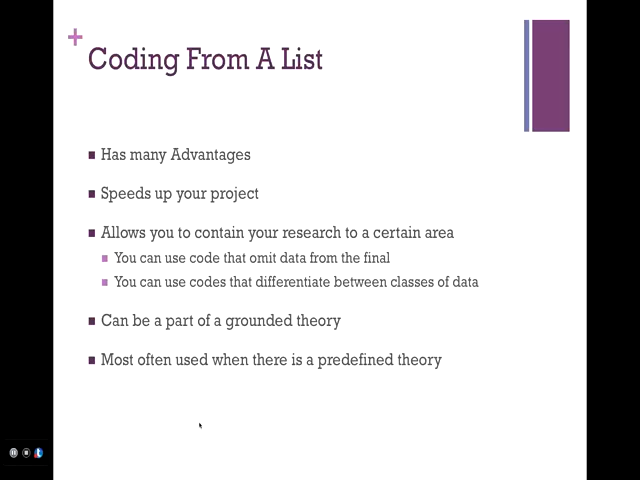 +
Coding From A List
Has many Advantages
Speeds up your project
Allows you to contain your research to a certain area
You can use code that omit data from the final
You can use codes that differentiate between classes of data
Can be a part of a grounded theory
Most often used when there is a predefined theory